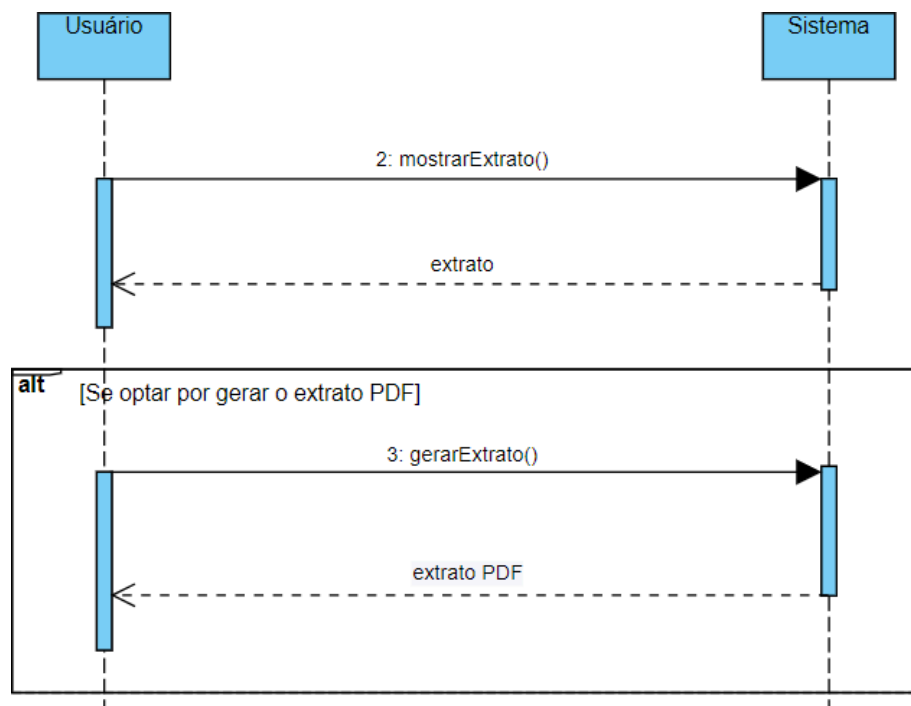 Usuário
Sistema
2: mostrarExtrato()
extrato
alt
[Se optar por gerar o extrato PDF]
3: gerarExtrato()
extrato PDF